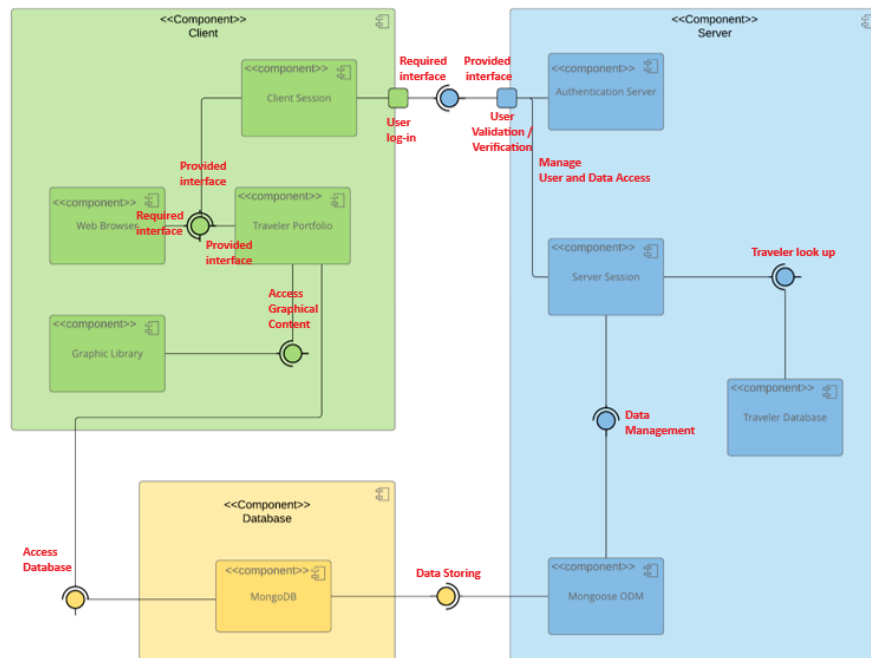 <<Component>>
Client
<<component>>
Client Session
Required
interface
Provided
interface
User
log-in
User
Validation /
Verification
Provided
interface
<<component>>
Web Browser
Required
interface
Provided
interface
<<component>>
Traveler Portfolio
Access
Graphical
Content
<<component>>
Graphic Library
<<Component>>
Server
<<component>>
Authentication Server
Manage
User and Data Access
<<component>>
Server Session
Traveler look up
<<component>>
Traveler Database
Data
Management
<<Component>>
Database
Access
Database
<<component>>
MongoDB
Data Storing
<<component>>
Mongoose ODM